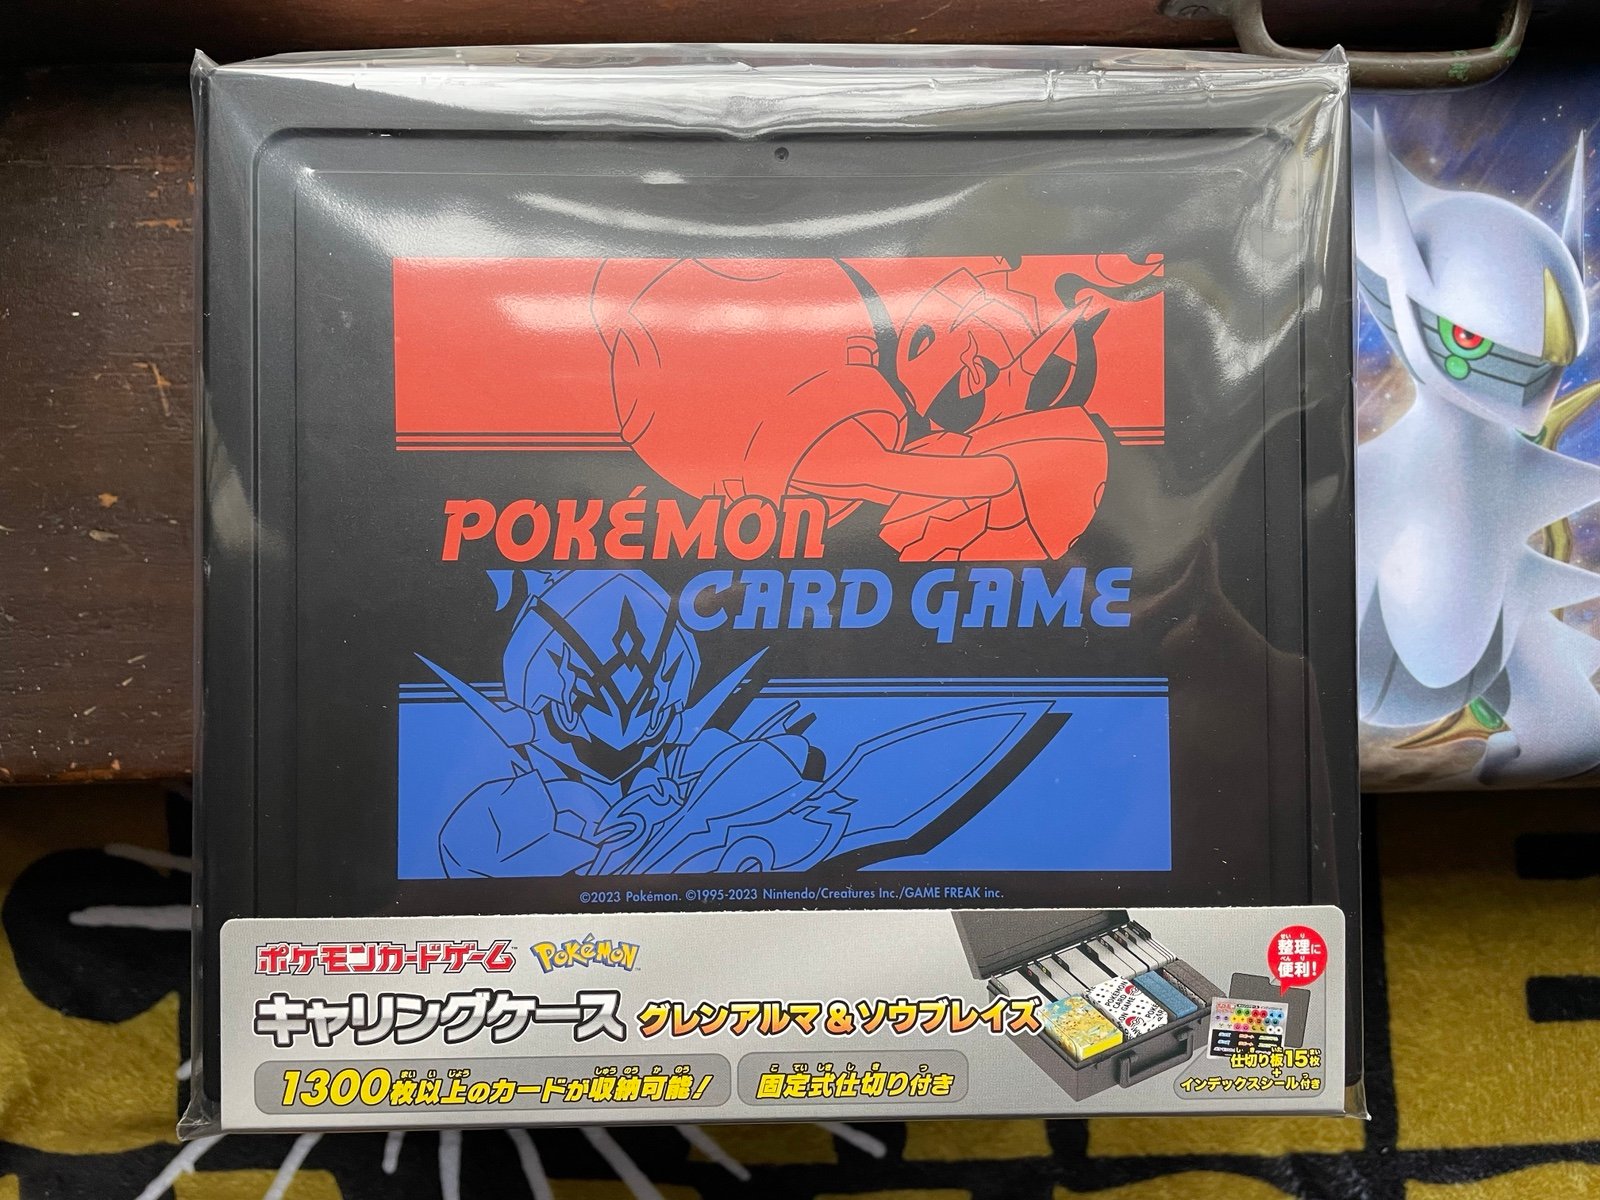 POKÉMON
CARD GAME
©2023 Pokémon. ©1995-2023 Nintendo/Creatures Inc./GAME FREAK inc.
ポケモンカードゲーム™ POKéMON™
キャリングケース グレンアルマ&ソウブレイズ
1300枚以上のカードが収納可能!
固定式仕切り付き
整理に
便利!
仕切り板15枚
+
インデックスシール付き